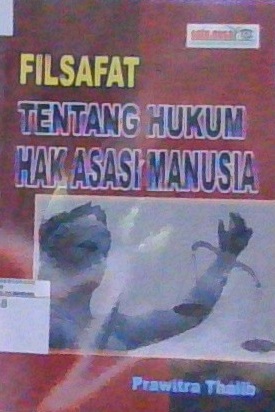 FILSAFAT
TENTANG HUKUM
HAK ASASI MANUSIA
Prawitra Thalib